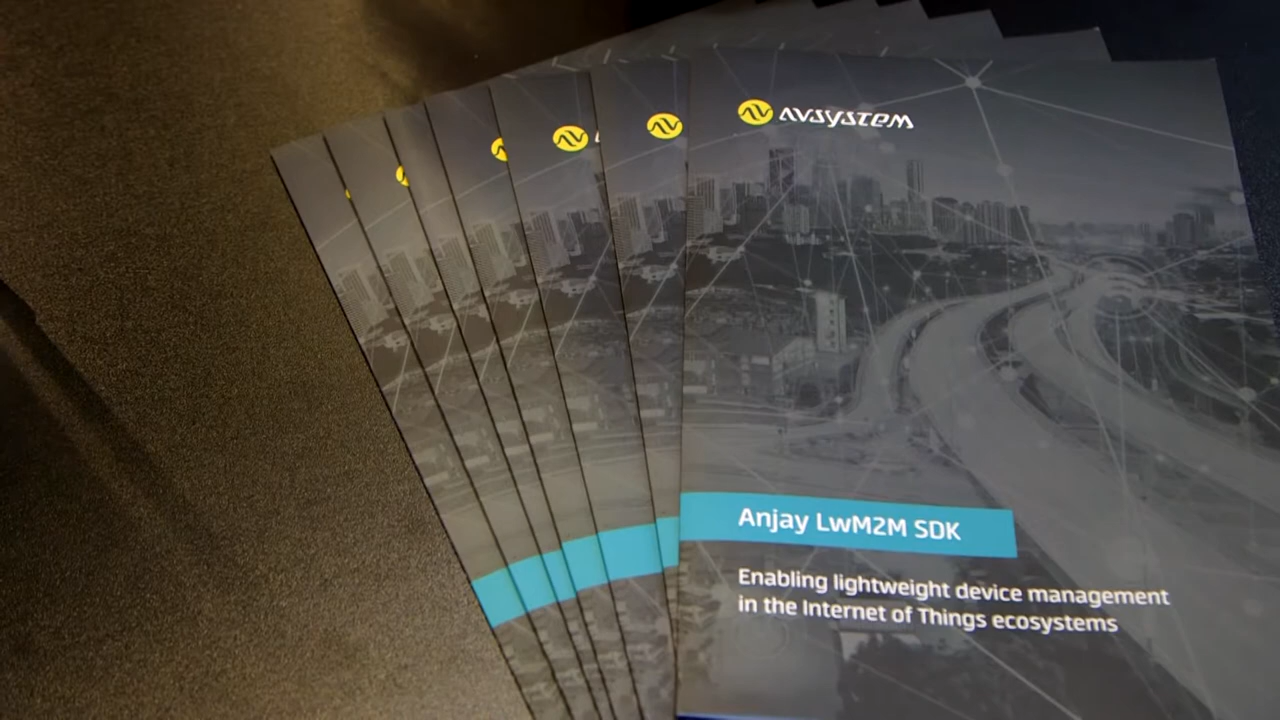 AVSYSTEM
Anjay LwM2M SDK
Enabling lightweight device management
in the Internet of Things ecosystems